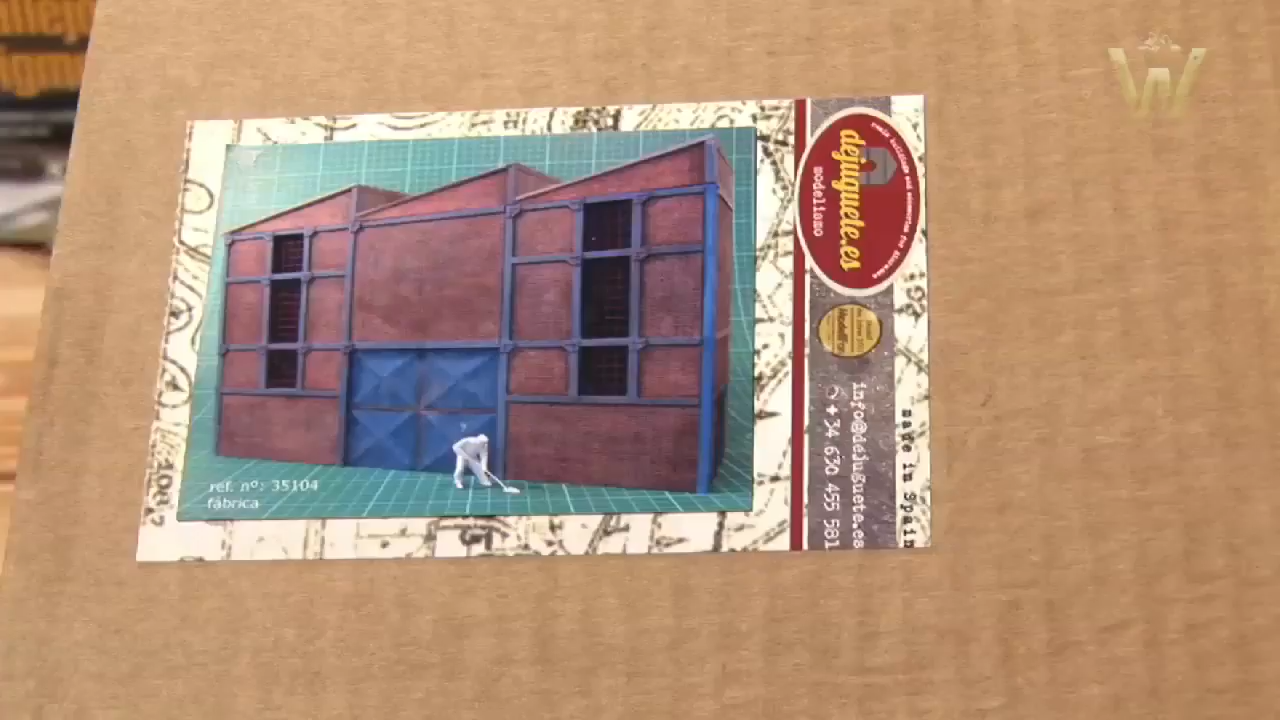 ref. nº: 35104
fábrica
dejuguete.es
modelismo
info@dejuguete.es
+34 630 455 581
made in Spain
W